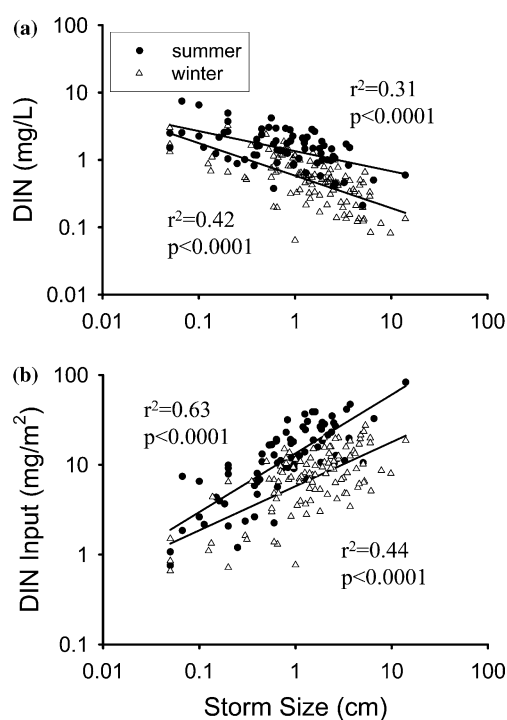 (a)
100
summer
winter
r²=0.31
p<0.0001
10
DIN (mg/L)
1
r²=0.42
p<0.0001
0.1
0.01
0.01
0.1
1
10
100
(b)
100
r²=0.63
p<0.0001
DIN Input (mg/m²)
10
1
r²=0.44
p<0.0001
0.1
0.01
0.1
1
10
100
Storm Size (cm)